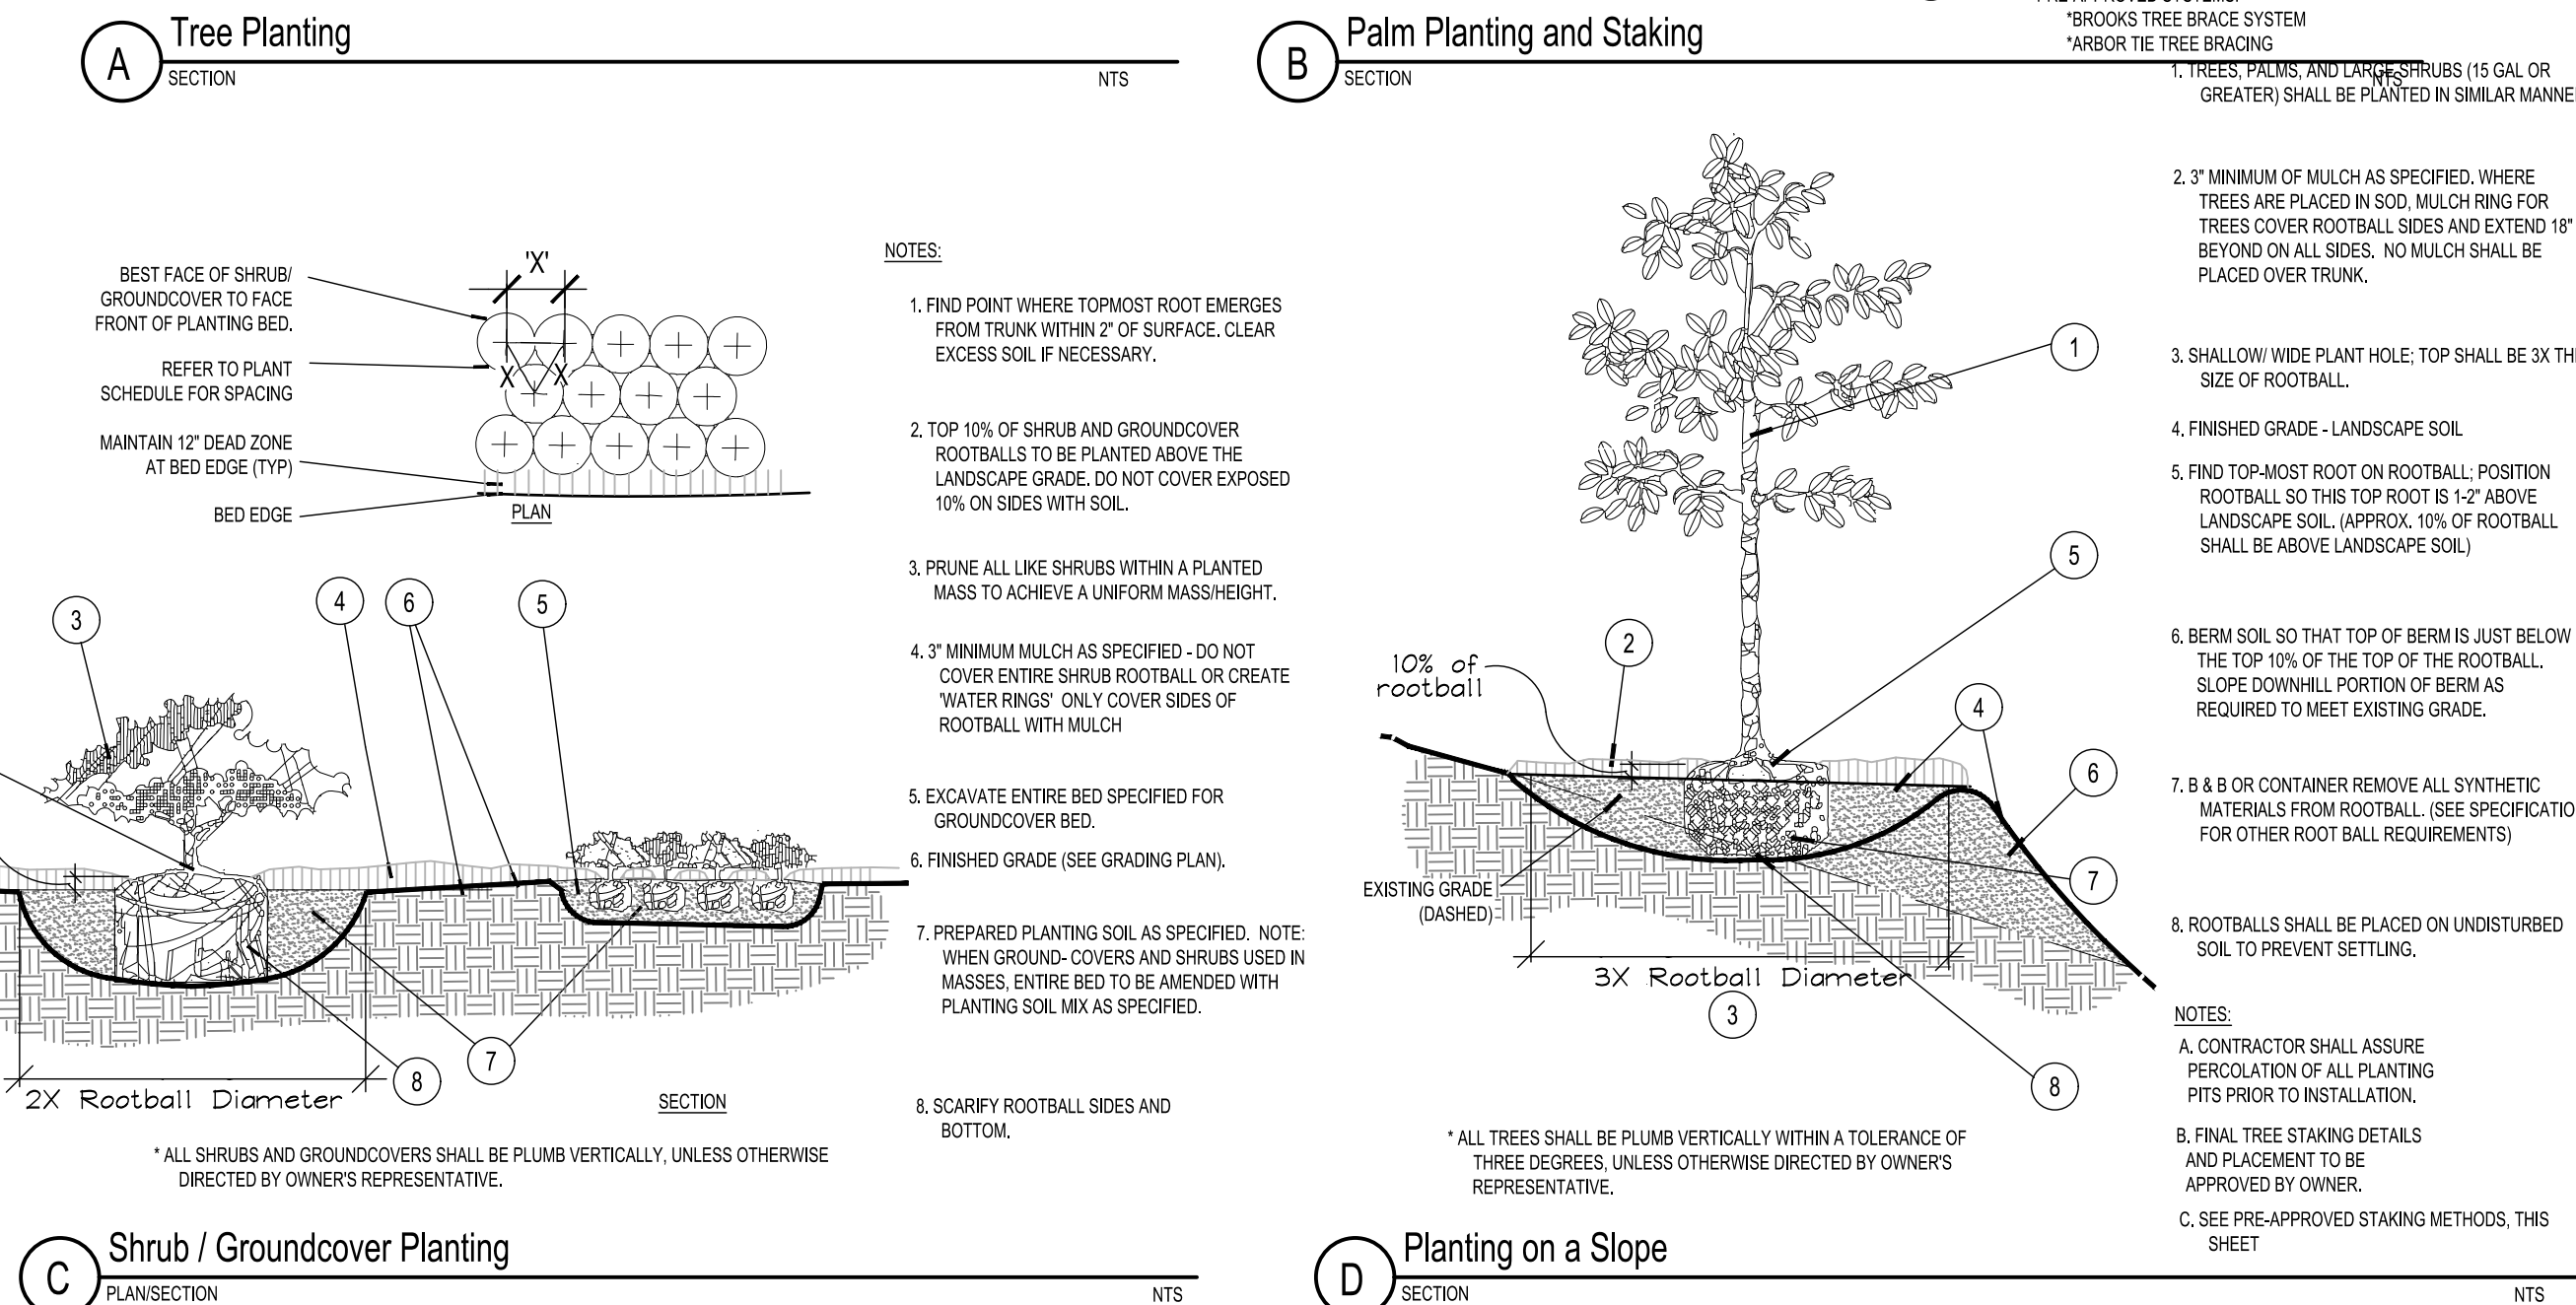 A
Tree Planting
SECTION
NTS
B
Palm Planting and Staking
SECTION
NTS
*BROOKS TREE BRACE SYSTEM
*ARBOR TIE TREE BRACING
BEST FACE OF SHRUB/
GROUNDCOVER TO FACE
FRONT OF PLANTING BED.
REFER TO PLANT
SCHEDULE FOR SPACING
MAINTAIN 12" DEAD ZONE
AT BED EDGE (TYP)
BED EDGE
'X'
X
X
PLAN
3
4
6
5
7
8
2X Rootball Diameter
SECTION
* ALL SHRUBS AND GROUNDCOVERS SHALL BE PLUMB VERTICALLY, UNLESS OTHERWISE
DIRECTED BY OWNER'S REPRESENTATIVE.
NOTES:
1. FIND POINT WHERE TOPMOST ROOT EMERGES
FROM TRUNK WITHIN 2" OF SURFACE. CLEAR
EXCESS SOIL IF NECESSARY.
2. TOP 10% OF SHRUB AND GROUNDCOVER
ROOTBALLS TO BE PLANTED ABOVE THE
LANDSCAPE GRADE. DO NOT COVER EXPOSED
10% ON SIDES WITH SOIL.
3. PRUNE ALL LIKE SHRUBS WITHIN A PLANTED
MASS TO ACHIEVE A UNIFORM MASS/HEIGHT.
4. 3" MINIMUM MULCH AS SPECIFIED - DO NOT
COVER ENTIRE SHRUB ROOTBALL OR CREATE
'WATER RINGS' ONLY COVER SIDES OF
ROOTBALL WITH MULCH
5. EXCAVATE ENTIRE BED SPECIFIED FOR
GROUNDCOVER BED.
6. FINISHED GRADE (SEE GRADING PLAN).
7. PREPARED PLANTING SOIL AS SPECIFIED. NOTE:
WHEN GROUND- COVERS AND SHRUBS USED IN
MASSES, ENTIRE BED TO BE AMENDED WITH
PLANTING SOIL MIX AS SPECIFIED.
8. SCARIFY ROOTBALL SIDES AND
BOTTOM.
C
Shrub / Groundcover Planting
PLAN/SECTION
NTS
10% of
rootball
EXISTING GRADE
(DASHED)
1
2
5
4
6
7
3X Rootball Diameter
3
8
* ALL TREES SHALL BE PLUMB VERTICALLY WITHIN A TOLERANCE OF
THREE DEGREES, UNLESS OTHERWISE DIRECTED BY OWNER'S
REPRESENTATIVE.
1. TREES, PALMS, AND LARGE SHRUBS (15 GAL OR
GREATER) SHALL BE PLANTED IN SIMILAR
2. 3" MINIMUM OF MULCH AS SPECIFIED. WHERE
TREES ARE PLACED IN SOD, MULCH RING FOR
TREES COVER ROOTBALL SIDES AND EXTEND 18"
BEYOND ON ALL SIDES. NO MULCH SHALL BE
PLACED OVER TRUNK.
3. SHALLOW/ WIDE PLANT HOLE; TOP SHALL BE 3X
SIZE OF ROOTBALL.
4. FINISHED GRADE - LANDSCAPE SOIL
5. FIND TOP-MOST ROOT ON ROOTBALL; POSITION
ROOTBALL SO THIS TOP ROOT IS 1-2" ABOVE
LANDSCAPE SOIL. (APPROX. 10% OF ROOTBALL
SHALL BE ABOVE LANDSCAPE SOIL)
6. BERM SOIL SO THAT TOP OF BERM IS JUST BELOW
THE TOP 10% OF THE TOP OF THE ROOTBALL.
SLOPE DOWNHILL PORTION OF BERM AS
REQUIRED TO MEET EXISTING GRADE.
7. B & B OR CONTAINER REMOVE ALL SYNTHETIC
MATERIALS FROM ROOTBALL. (SEE
FOR OTHER ROOT BALL REQUIREMENTS)
8. ROOTBALLS SHALL BE PLACED ON UNDISTURBED
SOIL TO PREVENT SETTLING.
NOTES:
A. CONTRACTOR SHALL ASSURE
PERCOLATION OF ALL PLANTING
PITS PRIOR TO INSTALLATION.
B. FINAL TREE STAKING DETAILS
AND PLACEMENT TO BE
APPROVED BY OWNER.
C. SEE PRE-APPROVED STAKING METHODS, THIS
SHEET
D
Planting on a Slope
SECTION
NTS